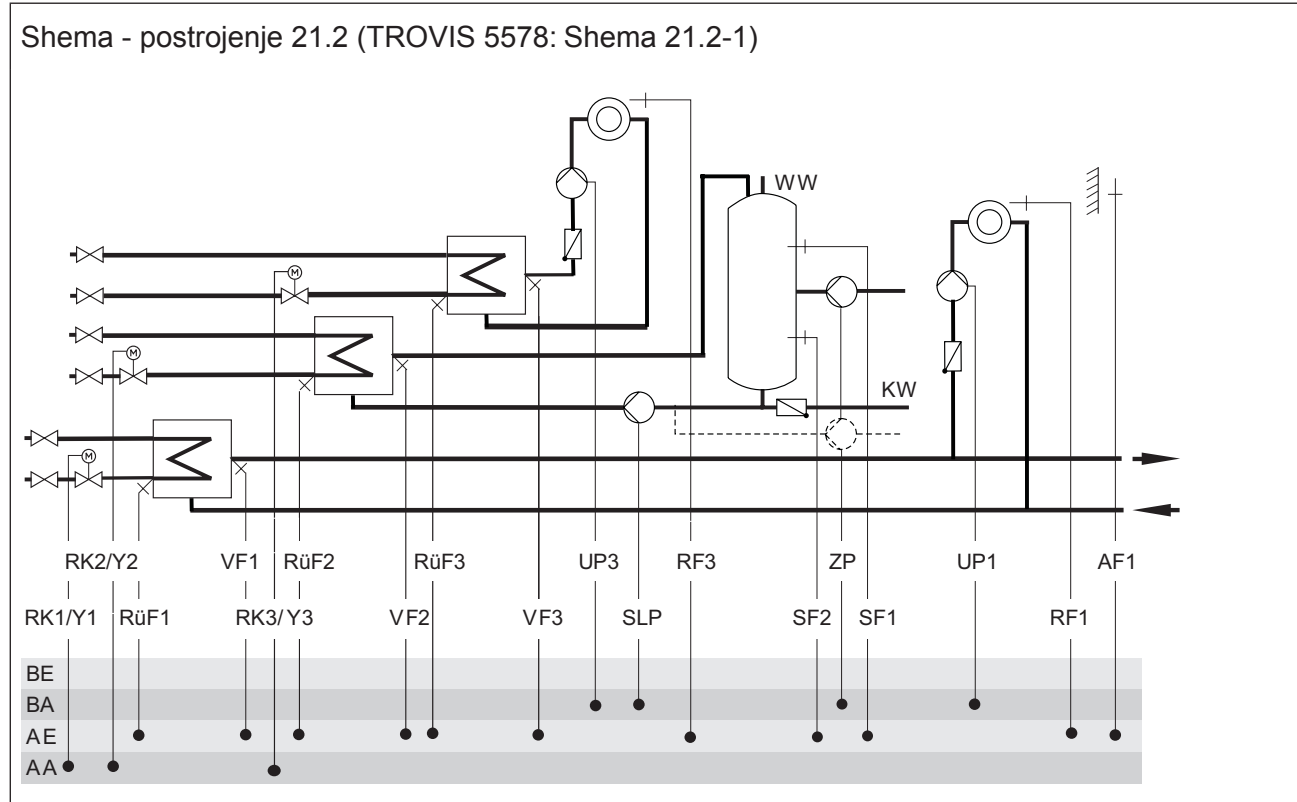 Shema - postrojenje 21.2 (TROVIS 5578: Shema 21.2-1)
WW
M
M
KW
M
RK2/Y2 VF1 RüF2 RüF3 UP3 RF3 ZP UP1 AF1
RK1/Y1 RüF1 RK3/Y3 VF2 VF3 SLP SF2 SF1 RF1
BE
BA
AE
AA